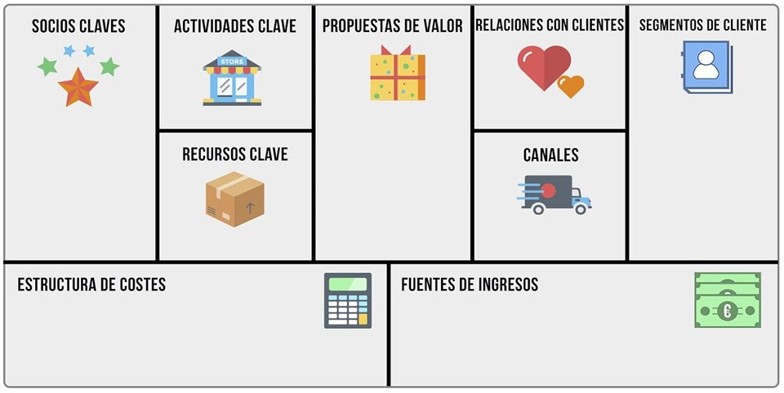 SOCIOS CLAVES
ACTIVIDADES CLAVE
STORE
RECURSOS CLAVE
PROPUESTAS DE VALOR
RELACIONES CON CLIENTES
CANALES
SEGMENTOS DE CLIENTE
ESTRUCTURA DE COSTES
FUENTES DE INGRESOS
€